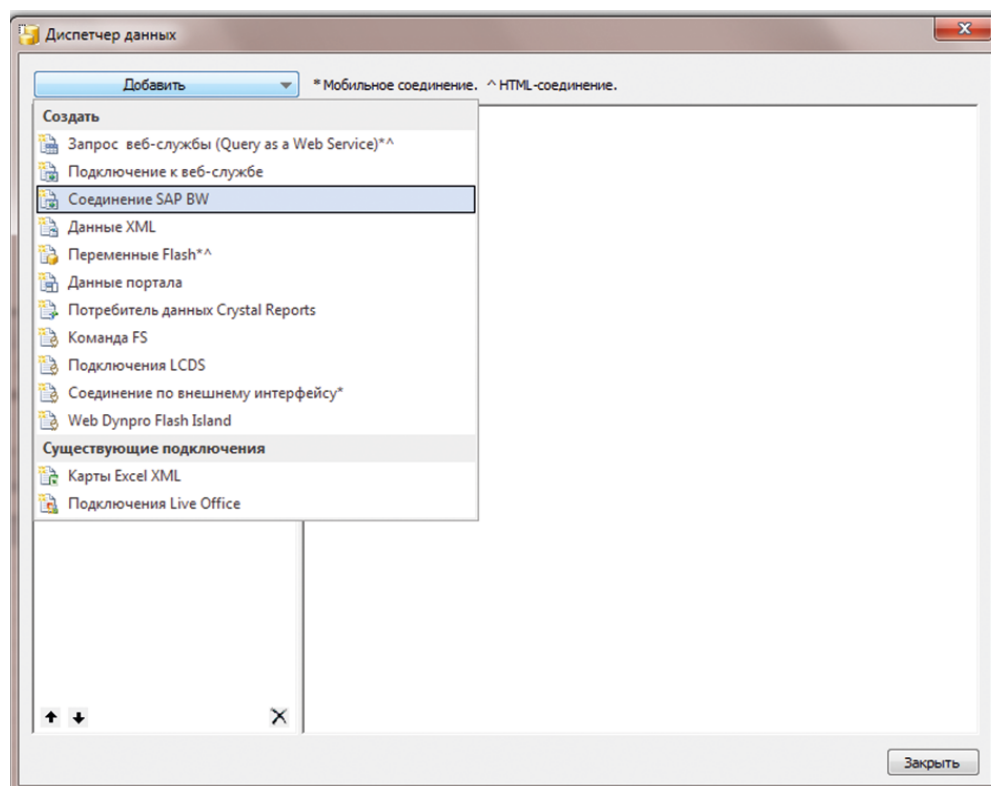 Диспетчер данных
Добавить
* Мобильное соединение. ^ HTML-соединение.
Создать
Запрос веб-службы (Query as a Web Service)*^
Подключение к веб-службе
Соединение SAP BW
Данные XML
Переменные Flash*^
Данные портала
Потребитель данных Crystal Reports
Команда FS
Подключения LCDS
Соединение по внешнему интерфейсу*
Web Dynpro Flash Island
Существующие подключения
Карты Excel XML
Подключения Live Office
Закрыть